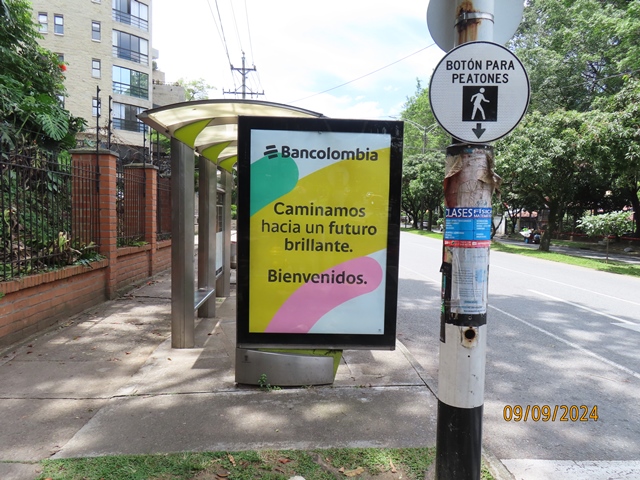 BOTÓN PARA
PEATONES
Bancolombia
Caminamos
hacia un futuro
brillante.
Bienvenidos.
CLASES
09/09/2024